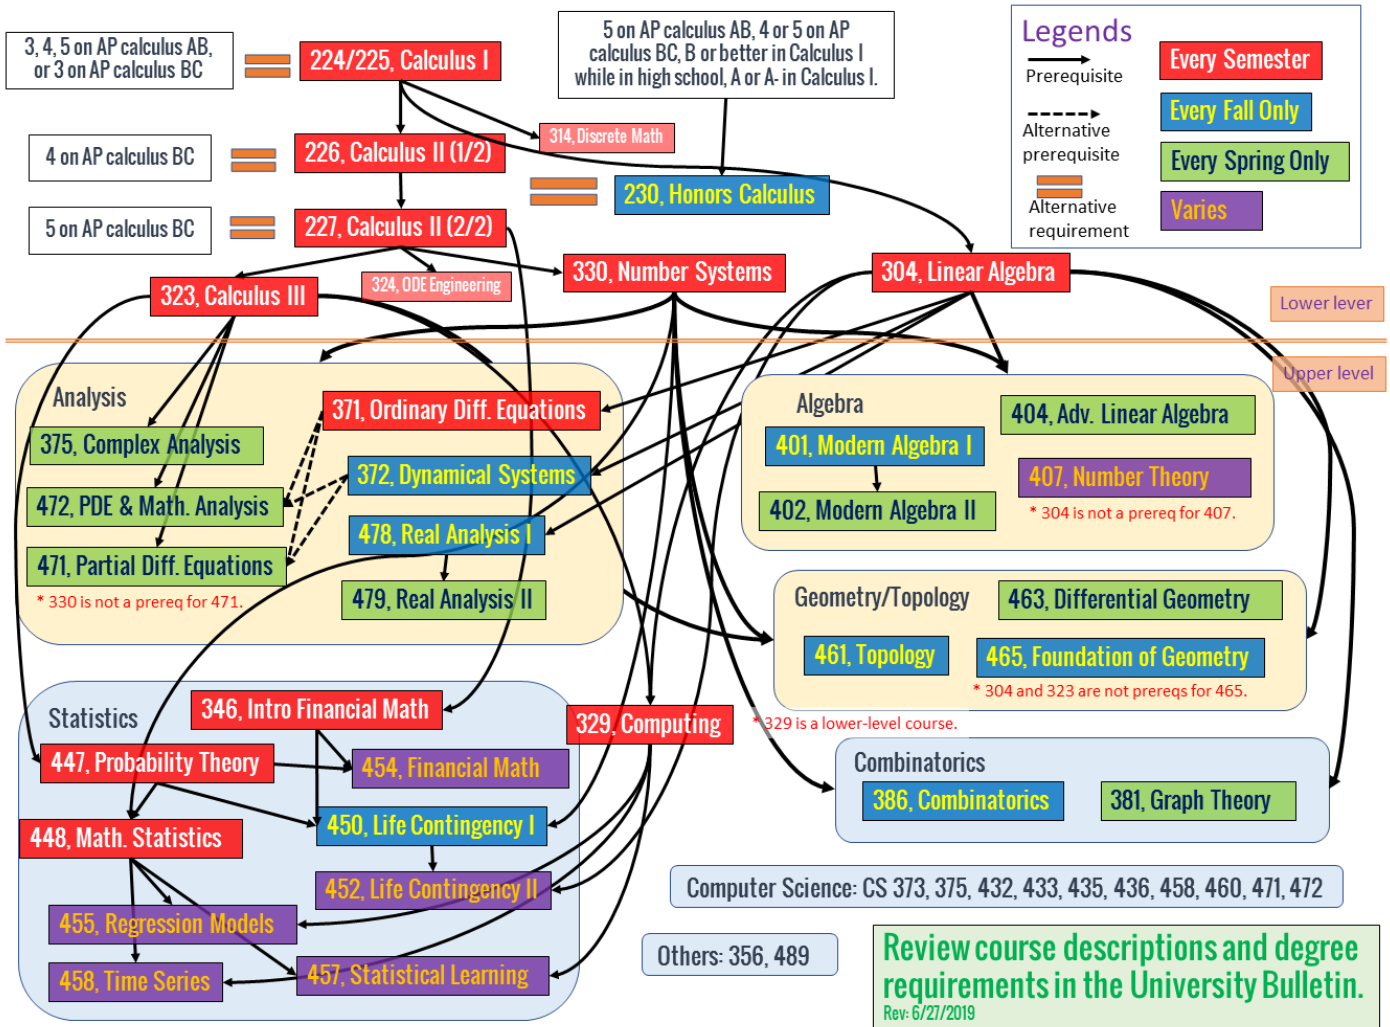 3, 4, 5 on AP calculus AB,
or 3 on AP calculus BC
224/225, Calculus I
5 on AP calculus AB, 4 or 5 on AP
calculus BC, B or better in Calculus I
while in high school, A or A- in Calculus I.
Legends
Prerequisite
Alternative
prerequisite
Alternative
requirement
Every Semester
Every Fall Only
Every Spring Only
Varies
314, Discrete Math
4 on AP calculus BC
226, Calculus II (1/2)
230, Honors Calculus
5 on AP calculus BC
227, Calculus II (2/2)
323, Calculus III
324, ODE Engineering
330, Number Systems
304, Linear Algebra
Lower lever
Upper level
Analysis
371, Ordinary Diff. Equations
375, Complex Analysis
372, Dynamical Systems
472, PDE & Math. Analysis
478, Real Analysis I
471, Partial Diff. Equations
* 330 is not a prereq for 471.
479, Real Analysis II
Algebra
404, Adv. Linear Algebra
401, Modern Algebra I
407, Number Theory
* 304 is not a prereq for 407.
402, Modern Algebra II
Geometry/Topology
463, Differential Geometry
461, Topology
465, Foundation of Geometry
* 304 and 323 are not prereqs for 465.
Statistics
346, Intro Financial Math
329, Computing
* 329 is a lower-level course.
447, Probability Theory
454, Financial Math
448, Math. Statistics
450, Life Contingency I
452, Life Contingency II
455, Regression Models
458, Time Series
457, Statistical Learning
Combinatorics
386, Combinatorics
381, Graph Theory
Computer Science: CS 373, 375, 432, 433, 435, 436, 458, 460, 471, 472
Others: 356, 489
Review course descriptions and degree
requirements in the University Bulletin.
Rev: 6/27/2019